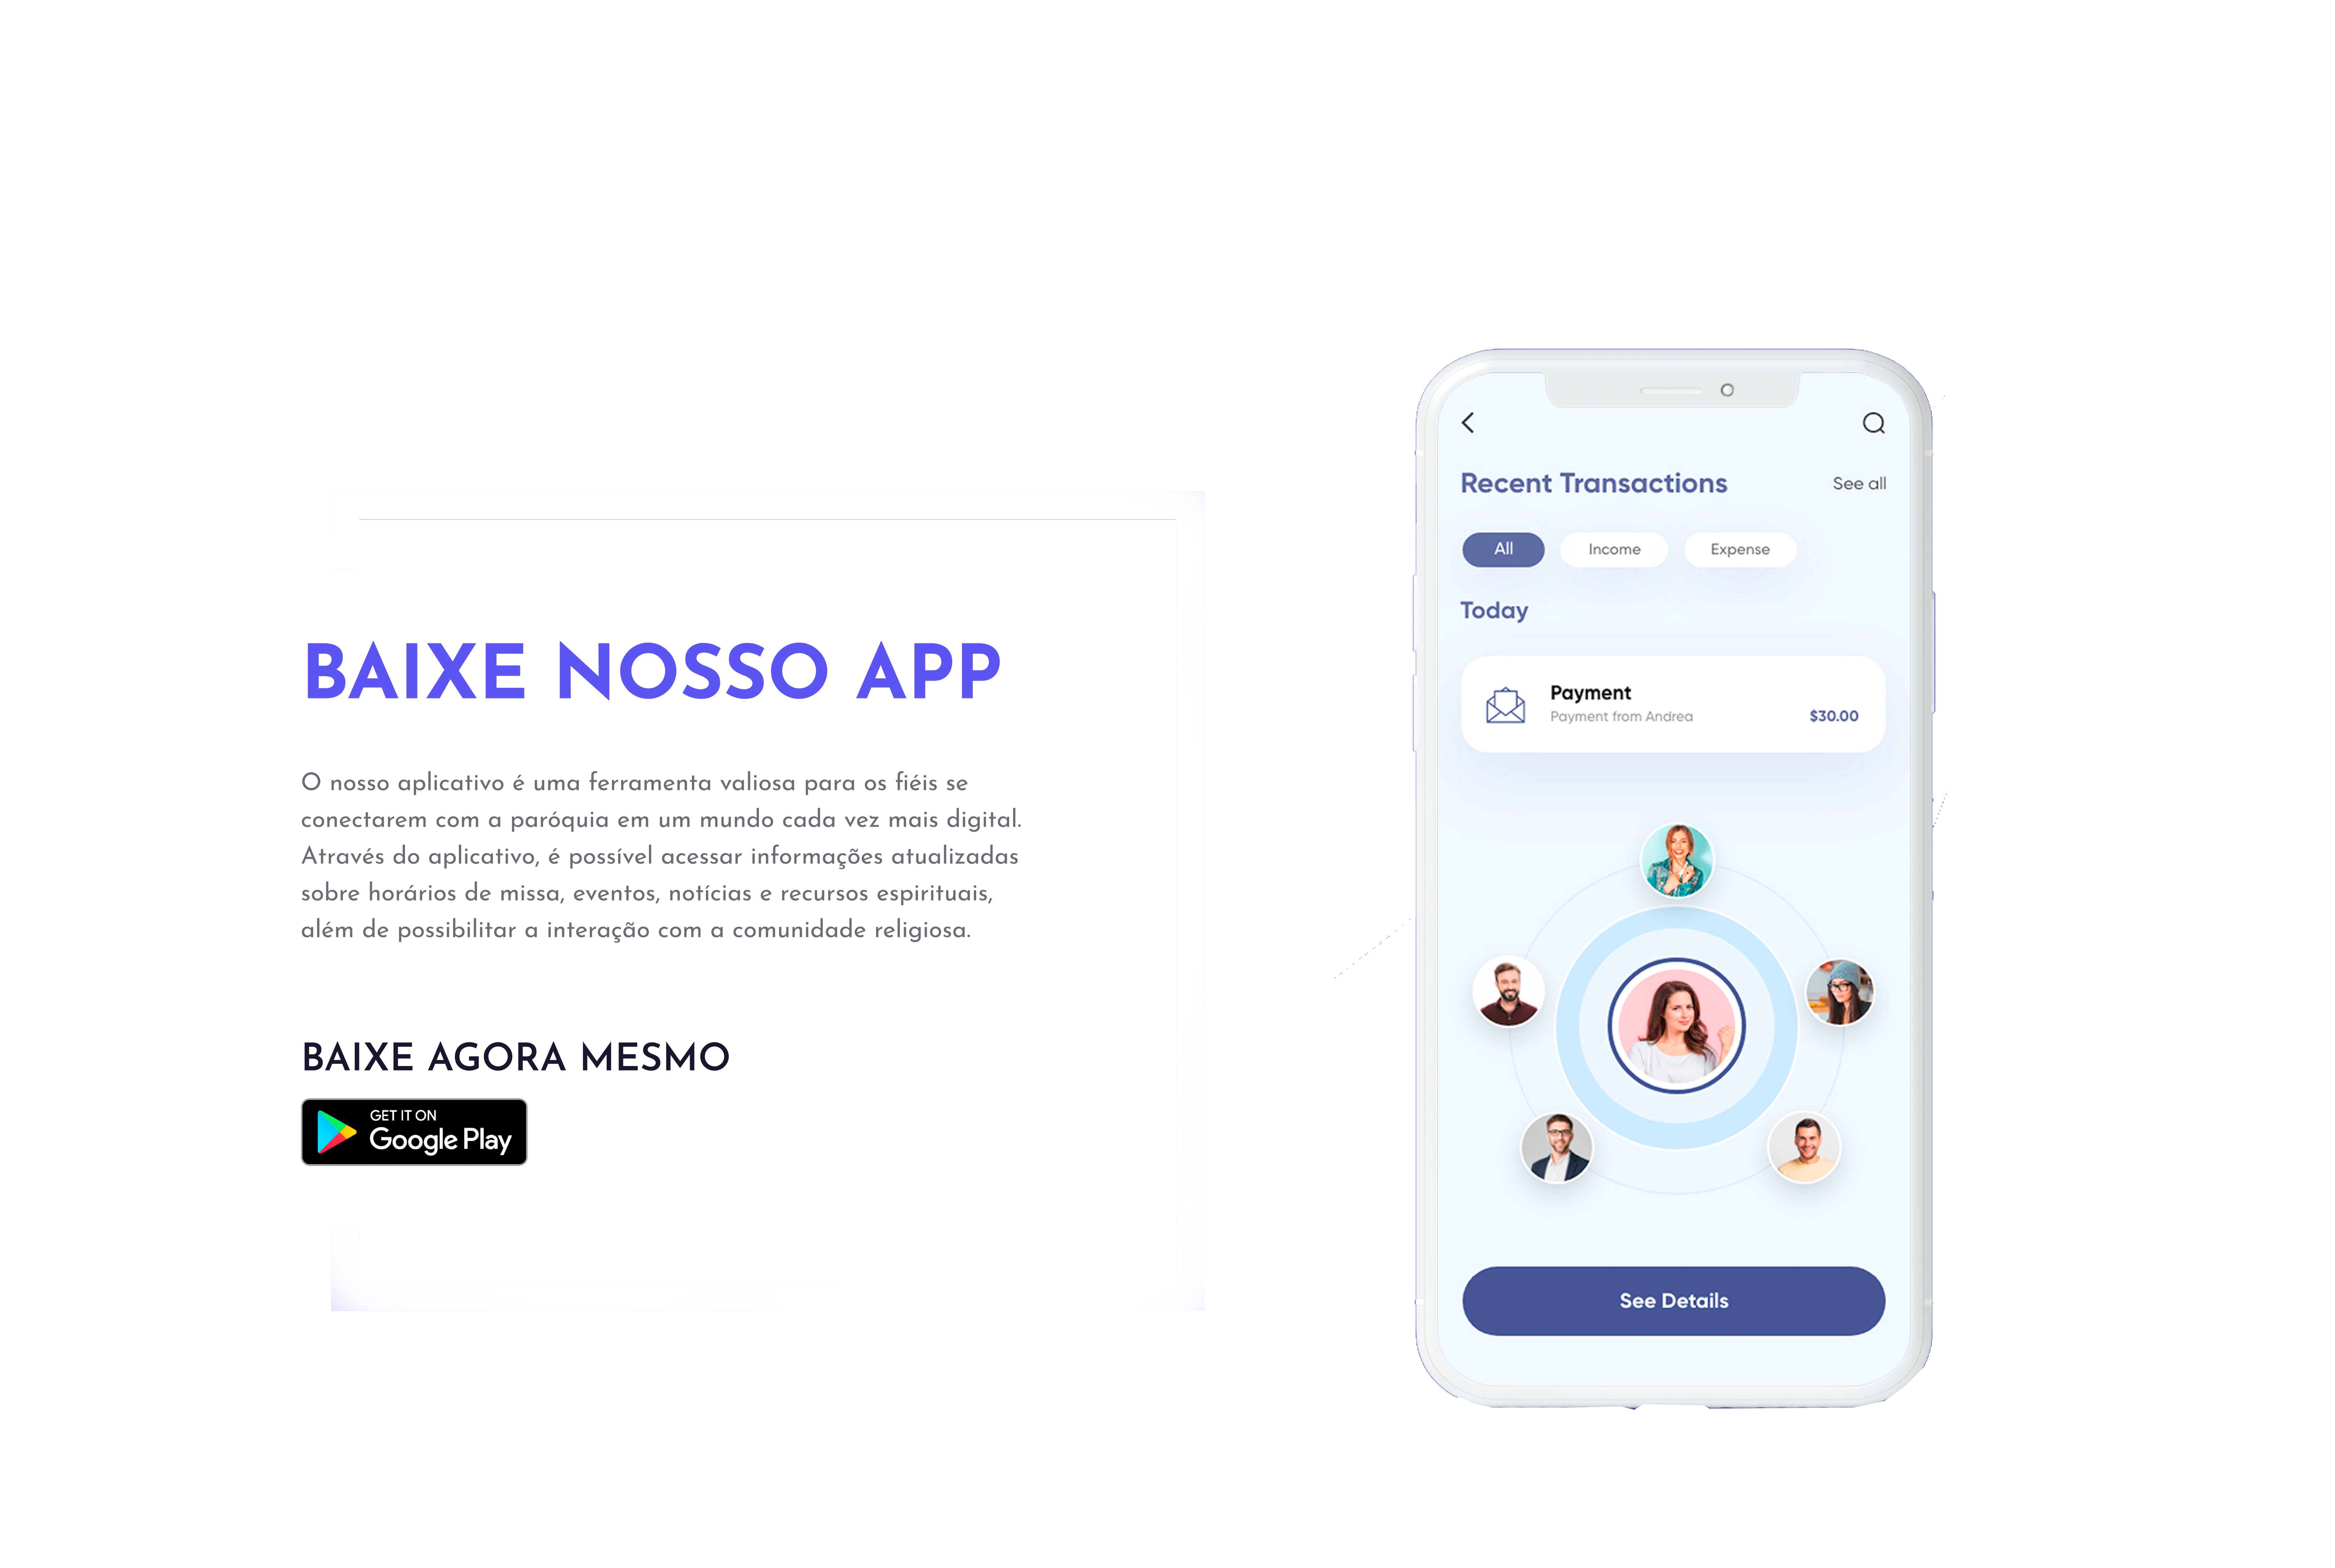 BAIXE NOSSO APP
O nosso aplicativo é uma ferramenta valiosa para os fiéis se
conectarem com a paróquia em um mundo cada vez mais digital.
Através do aplicativo, é possível acessar informações atualizadas
sobre horários de missa, eventos, notícias e recursos espirituais,
além de possibilitar a interação com a comunidade religiosa.
BAIXE AGORA MESMO
GET IT ON
Google Play
Recent Transactions
See all
All
Income
Expense
Today
Payment
Payment from Andrea
$30.00
See Details